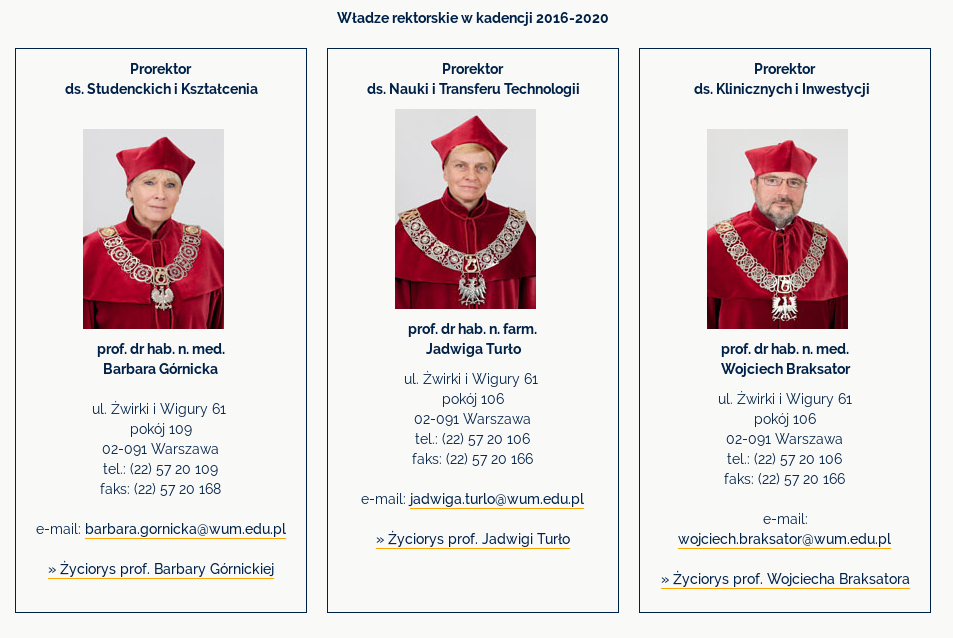 Władze rektorskie w kadencji 2016-2020
Prorektor
ds. Studenckich i Kształcenia
prof. dr hab. n. med.
Barbara Górnicka
ul. Żwirki i Wigury 61
pokój 109
02-091 Warszawa
tel.: (22) 57 20 109
faks: (22) 57 20 168
e-mail: barbara.gornicka@wum.edu.pl
» Życiorys prof. Barbary Górnickiej
Prorektor
ds. Nauki i Transferu Technologii
prof. dr hab. n. farm.
Jadwiga Turło
ul. Żwirki i Wigury 61
pokój 106
02-091 Warszawa
tel.: (22) 57 20 106
faks: (22) 57 20 166
e-mail: jadwiga.turlo@wum.edu.pl
» Życiorys prof. Jadwigi Turło
Prorektor
ds. Klinicznych i Inwestycji
prof. dr hab. n. med.
Wojciech Braksator
ul. Żwirki i Wigury 61
pokój 106
02-091 Warszawa
tel.: (22) 57 20 106
faks: (22) 57 20 166
e-mail:
wojciech.braksator@wum.edu.pl
» Życiorys prof. Wojciecha Braksatora